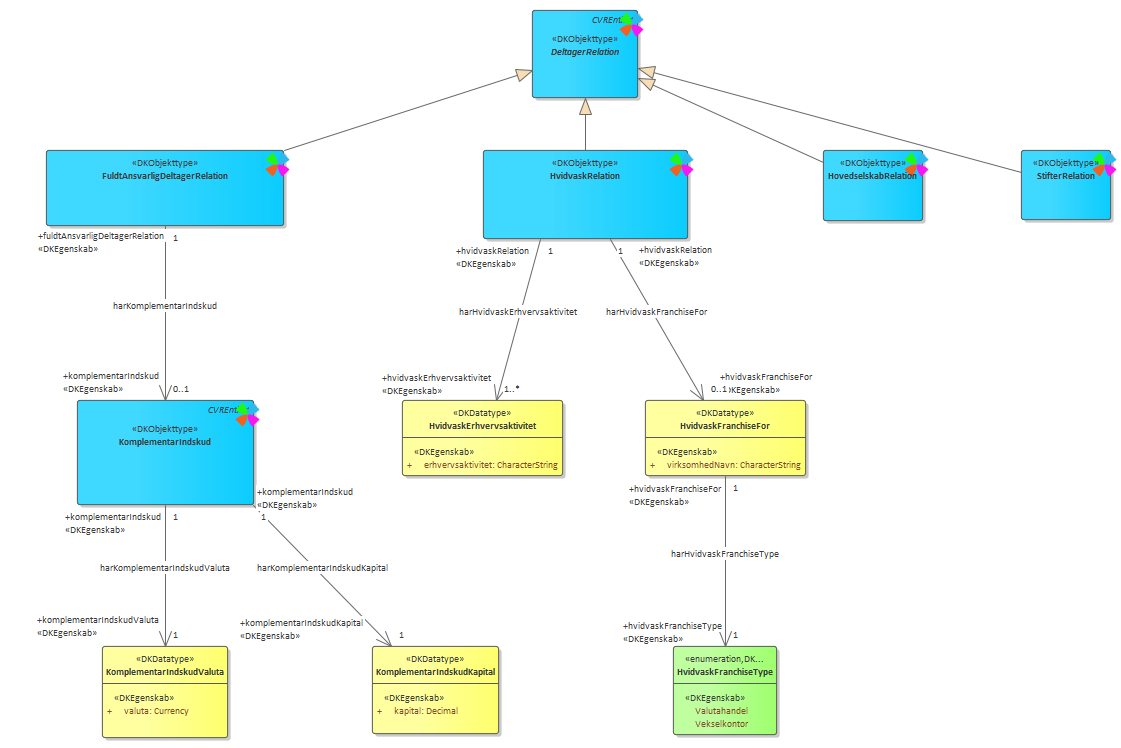 CVREnt
«DKObjekttype»
DeltagerRelation
«DKObjekttype»
FuldtAnsvarligDeltagerRelation
«DKObjekttype»
HvidvaskRelation
«DKObjekttype»
HovedselskabRelation
«DKObjekttype»
StifterRelation
+fuldtAnsvarligDeltagerRelation
1
«DKEgenskab»
+hvidvaskRelation
1
«DKEgenskab»
1
+hvidvaskRelation
«DKEgenskab»
harKomplementarIndskud
harHvidvaskErhvervsaktivitet
harHvidvaskFranchiseFor
+komplementarIndskud
«DKEgenskab»
0..1
+hvidvaskErhvervsaktivitet
«DKEgenskab»
1..*
+hvidvaskFranchiseFor
0..1
KEgenskab»
CVREnt
«DKObjekttype»
KomplementarIndskud
«DKDatatype»
HvidvaskErhvervsaktivitet
«DKEgenskab»
+ erhvervsaktivitet: CharacterString
«DKDatatype»
HvidvaskFranchiseFor
«DKEgenskab»
+ virksomhedNavn: CharacterString
+komplementarIndskud
«DKEgenskab»
1
+komplementarIndskud
1
«DKEgenskab»
+hvidvaskFranchiseFor
1
«DKEgenskab»
harKomplementarIndskudValuta
harKomplementarIndskudKapital
harHvidvaskFranchiseType
+komplementarIndskudValuta
«DKEgenskab»
1
+komplementarIndskudKapital
«DKEgenskab»
1
+hvidvaskFranchiseType
«DKEgenskab»
1
«DKDatatype»
KomplementarIndskudValuta
«DKEgenskab»
+ valuta: Currency
«DKDatatype»
KomplementarIndskudKapital
«DKEgenskab»
+ kapital: Decimal
«enumeration,DK...
HvidvaskFranchiseType
«DKEgenskab»
Valutahandel
Vekselkontor